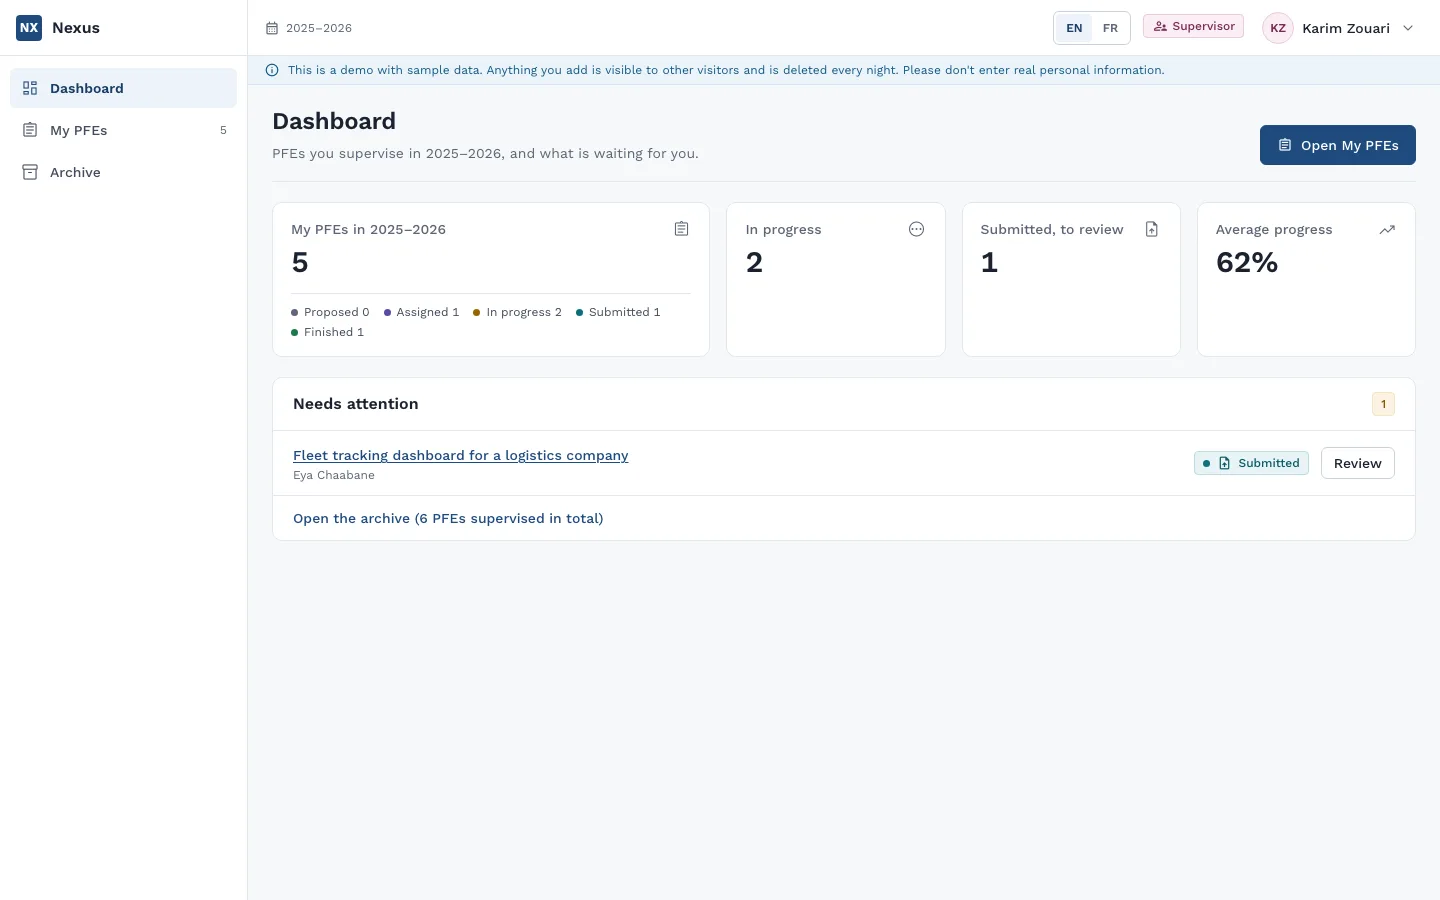 NX Nexus
2025–2026
EN FR
Supervisor
KZ Karim Zouari
Dashboard
My PFEs 5
Archive
This is a demo with sample data. Anything you add is visible to other visitors and is deleted every night. Please don't enter real personal information.
Dashboard
PFEs you supervise in 2025–2026, and what is waiting for you.
Open My PFEs
My PFEs in 2025–2026
5
Proposed 0 Assigned 1 In progress 2 Submitted 1
Finished 1
In progress
2
Submitted, to review
1
Average progress
62%
Needs attention 1
Fleet tracking dashboard for a logistics company
Eya Chaabane
Submitted Review
Open the archive (6 PFEs supervised in total)